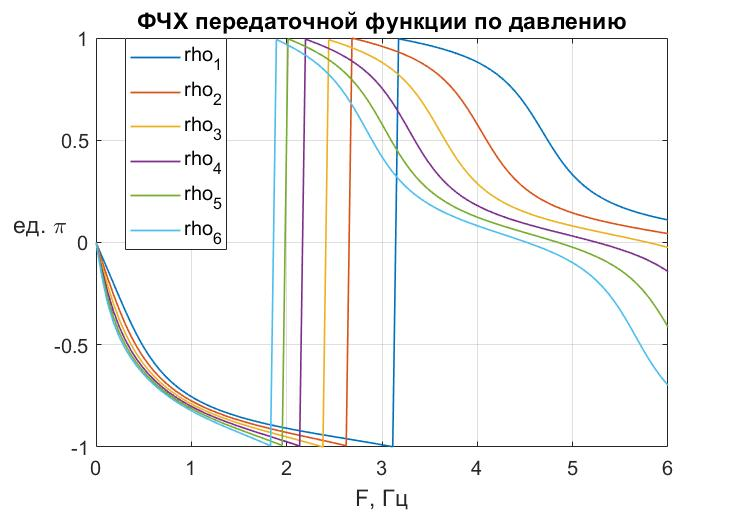 ФЧХ передаточной функции по давлению
1
0.5
ед. π
0
-0.5
-1
rho1
rho2
rho3
rho4
rho5
rho6
0 1 2 3 4 5 6
F, Гц